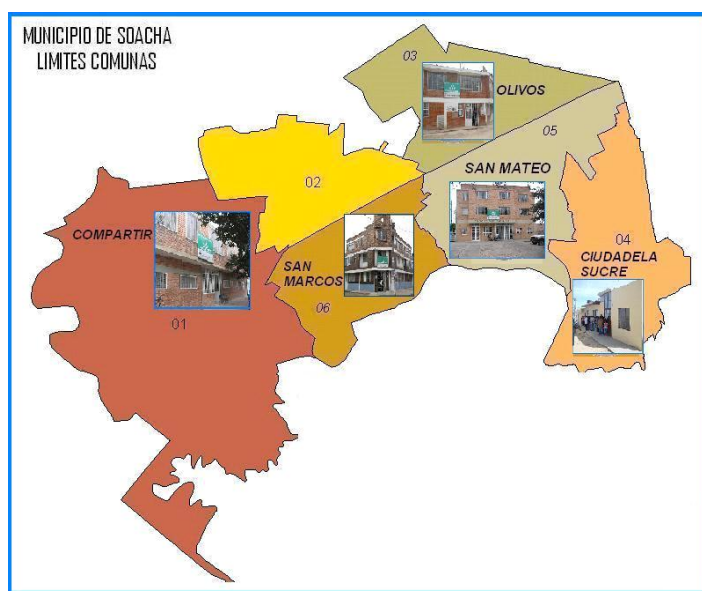 MUNICIPIO DE SOACHA
LIMITES COMUNAS
03
OLIVOS
05
SAN MATEO
02
04
CIUDADELA
SUCRE
COMPARTIR
SAN
MARCOS
06
01